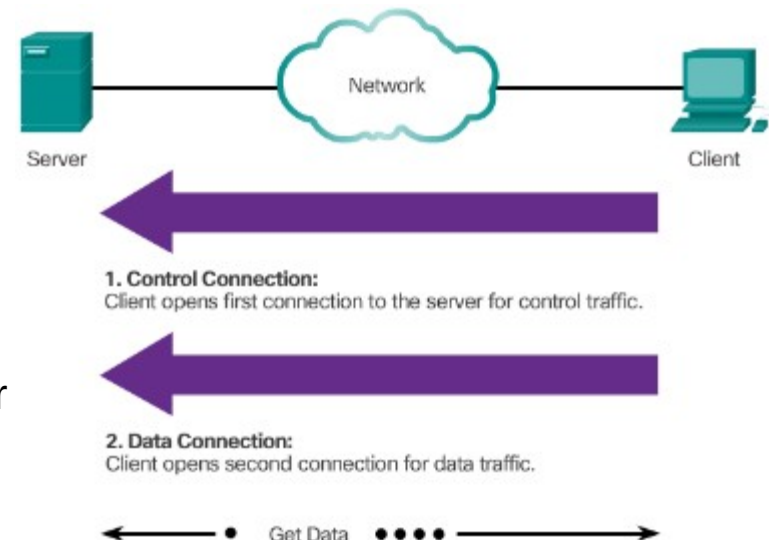 Network
Server
Client
1. Control Connection:
Client opens first connection to the server for control traffic.
r
2. Data Connection:
Client opens second connection for data traffic.
Get Data